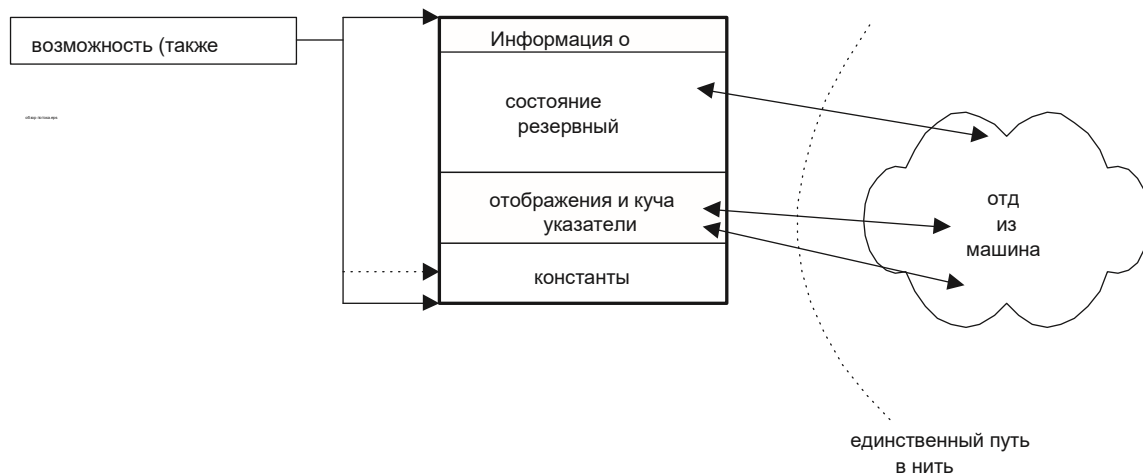 возможность (также
Информация о
состояние
резервный
отображения и куча
указатели
константы
отд
из
машина
единственный путь
в нить